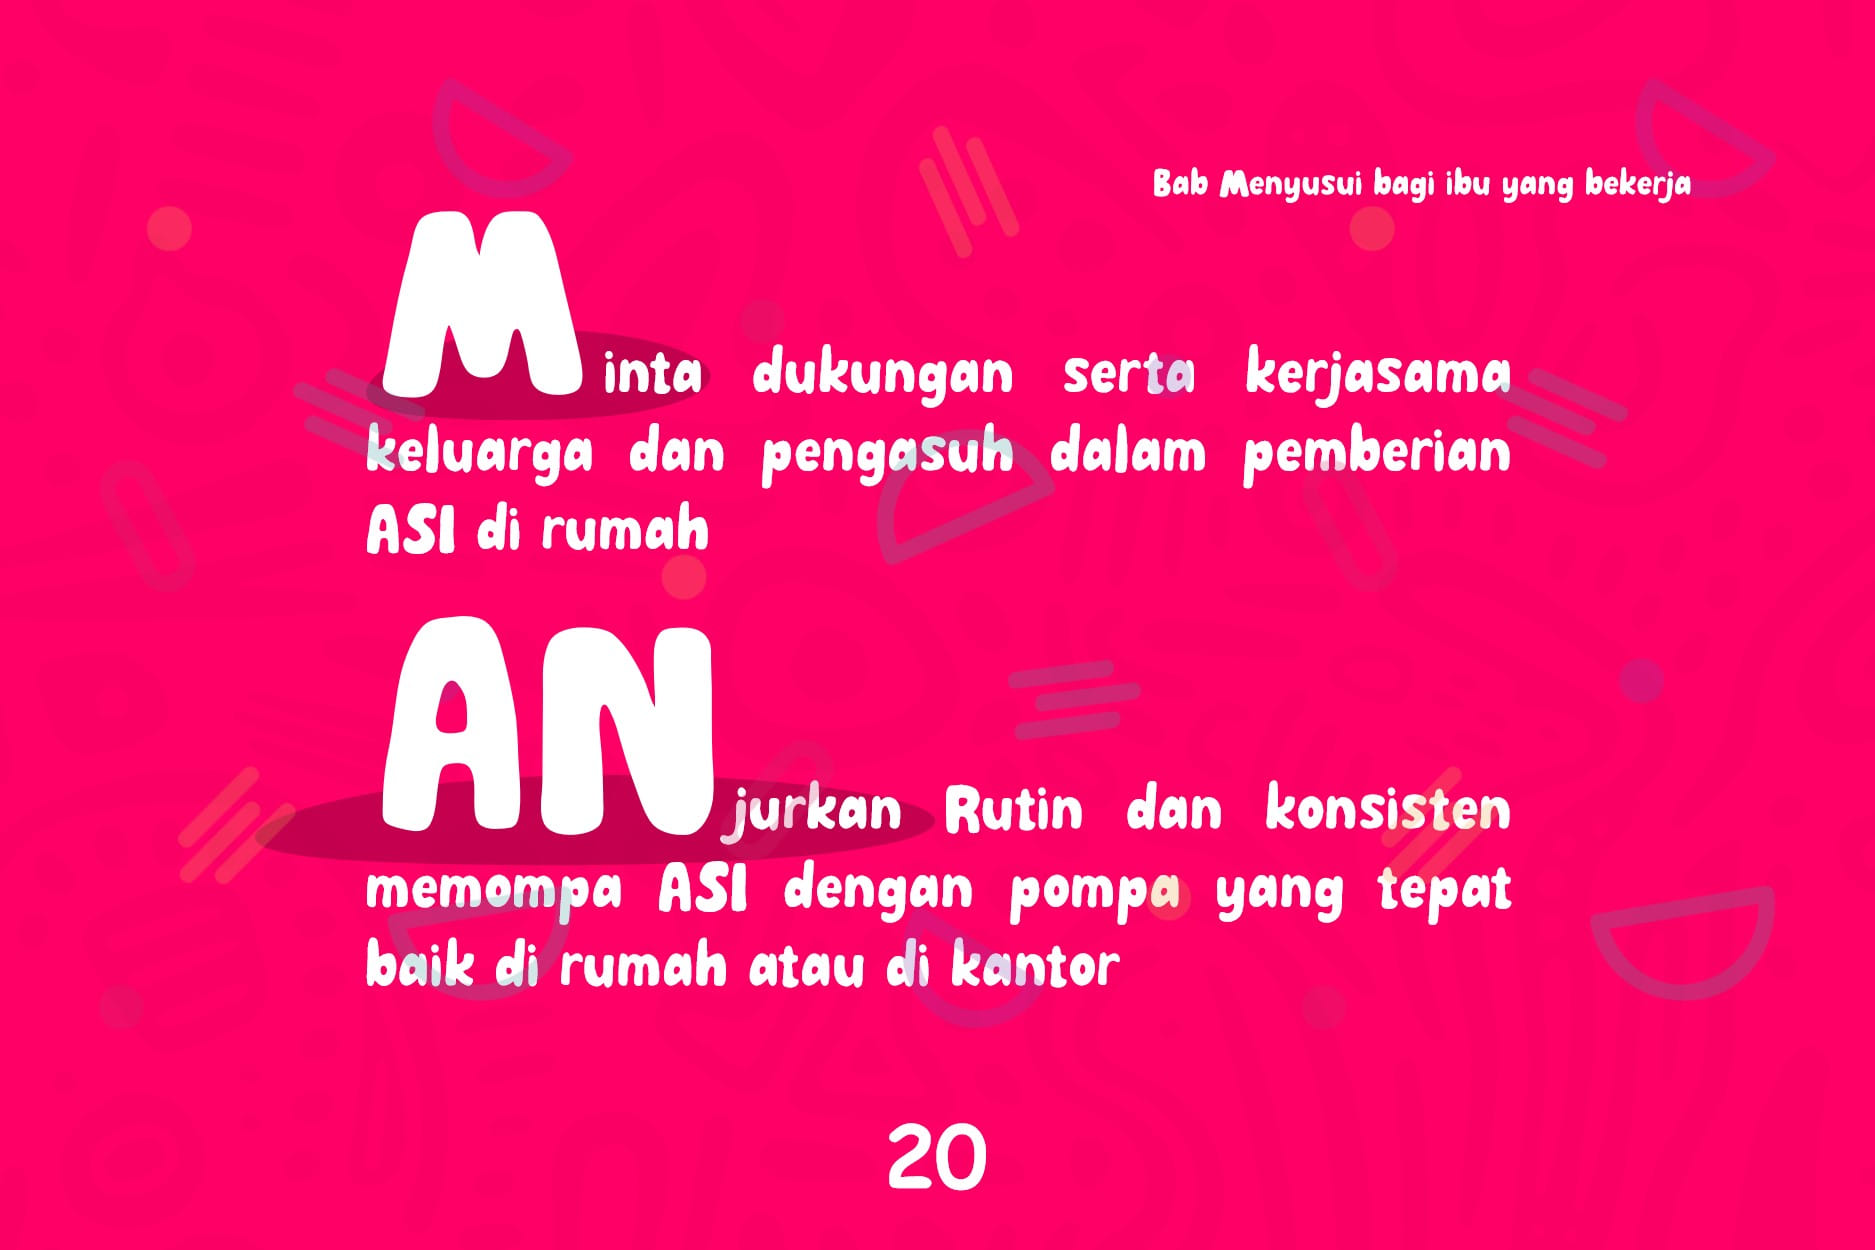 Bab Menyusui bagi ibu yang bekerja
Minta dukungan serta kerjasama
keluarga dan pengasuh dalam pemberian
ASI di rumah
ANjurkan Rutin dan konsisten
memompa ASI dengan pompa yang tepat
baik di rumah atau di kantor
20